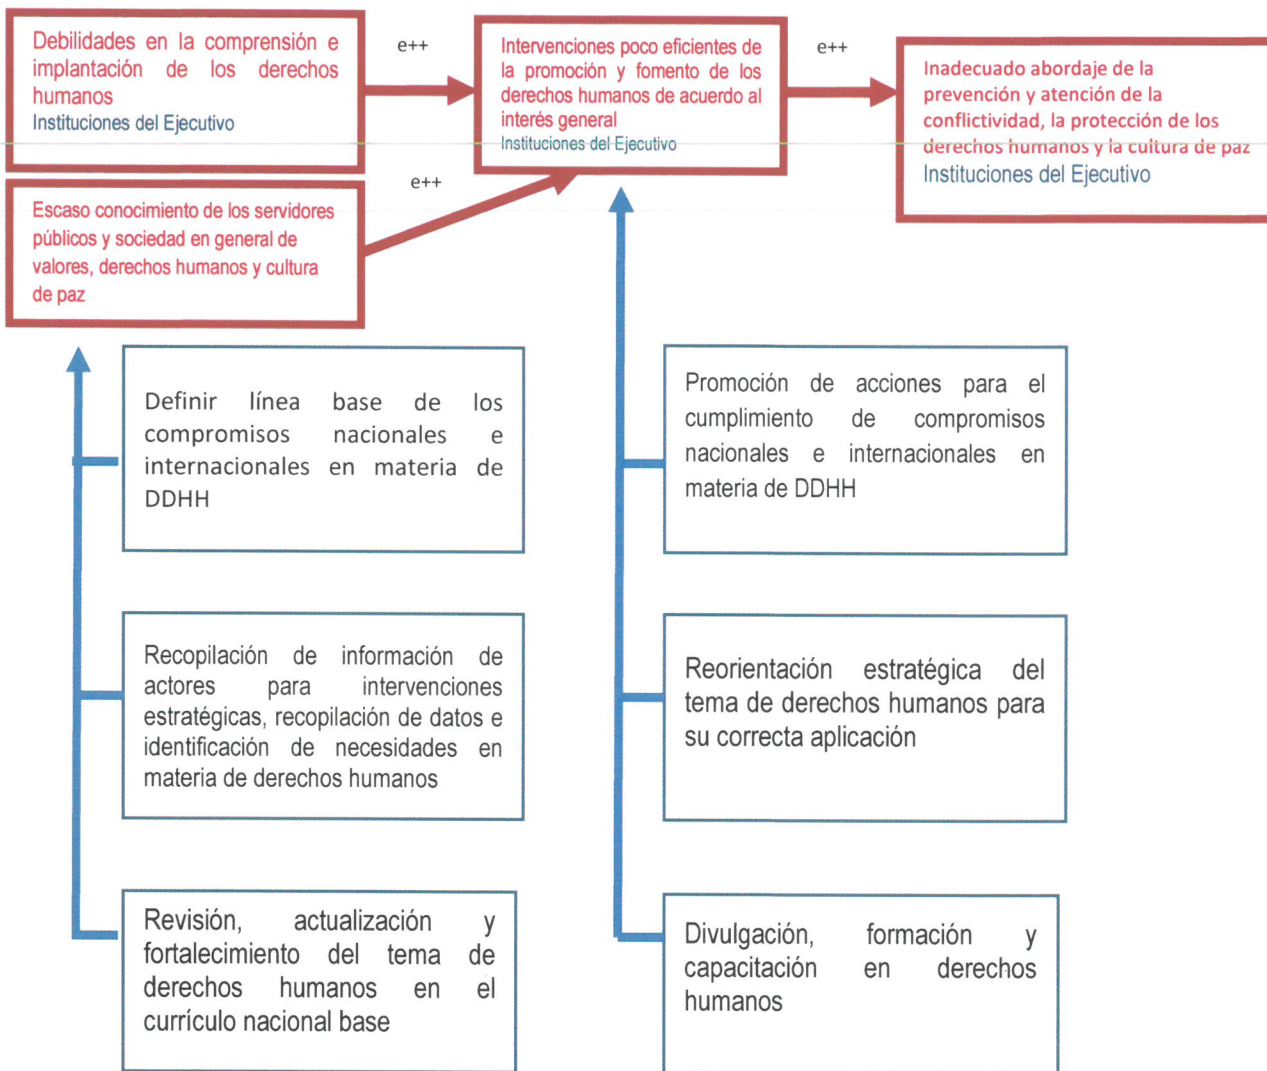 Debilidades en la comprensión e
implantación de los derechos
humanos
Instituciones del Ejecutivo
e++
Intervenciones poco eficientes de
la promoción y fomento de los
derechos humanos de acuerdo al
interés general
Instituciones del Ejecutivo
e++
Inadecuado abordaje de la
prevención y atención de la
conflictividad, la protección de los
derechos humanos y la cultura de paz
Instituciones del Ejecutivo
e++
Escaso conocimiento de los servidores
públicos y sociedad en general de
valores, derechos humanos y cultura
de paz
Definir línea base de los
compromisos nacionales e
internacionales en materia de
DDHH
Promoción de acciones para el
cumplimiento de compromisos
nacionales e internacionales en
materia de DDHH
Recopilación de información de
actores para intervenciones
estratégicas, recopilación de datos e
identificación de necesidades en
materia de derechos humanos
Reorientación estratégica del
tema de derechos humanos para
su correcta aplicación
Revisión, actualización y
fortalecimiento del tema de
derechos humanos en el
currículo nacional base
Divulgación, formación y
capacitación en derechos
humanos